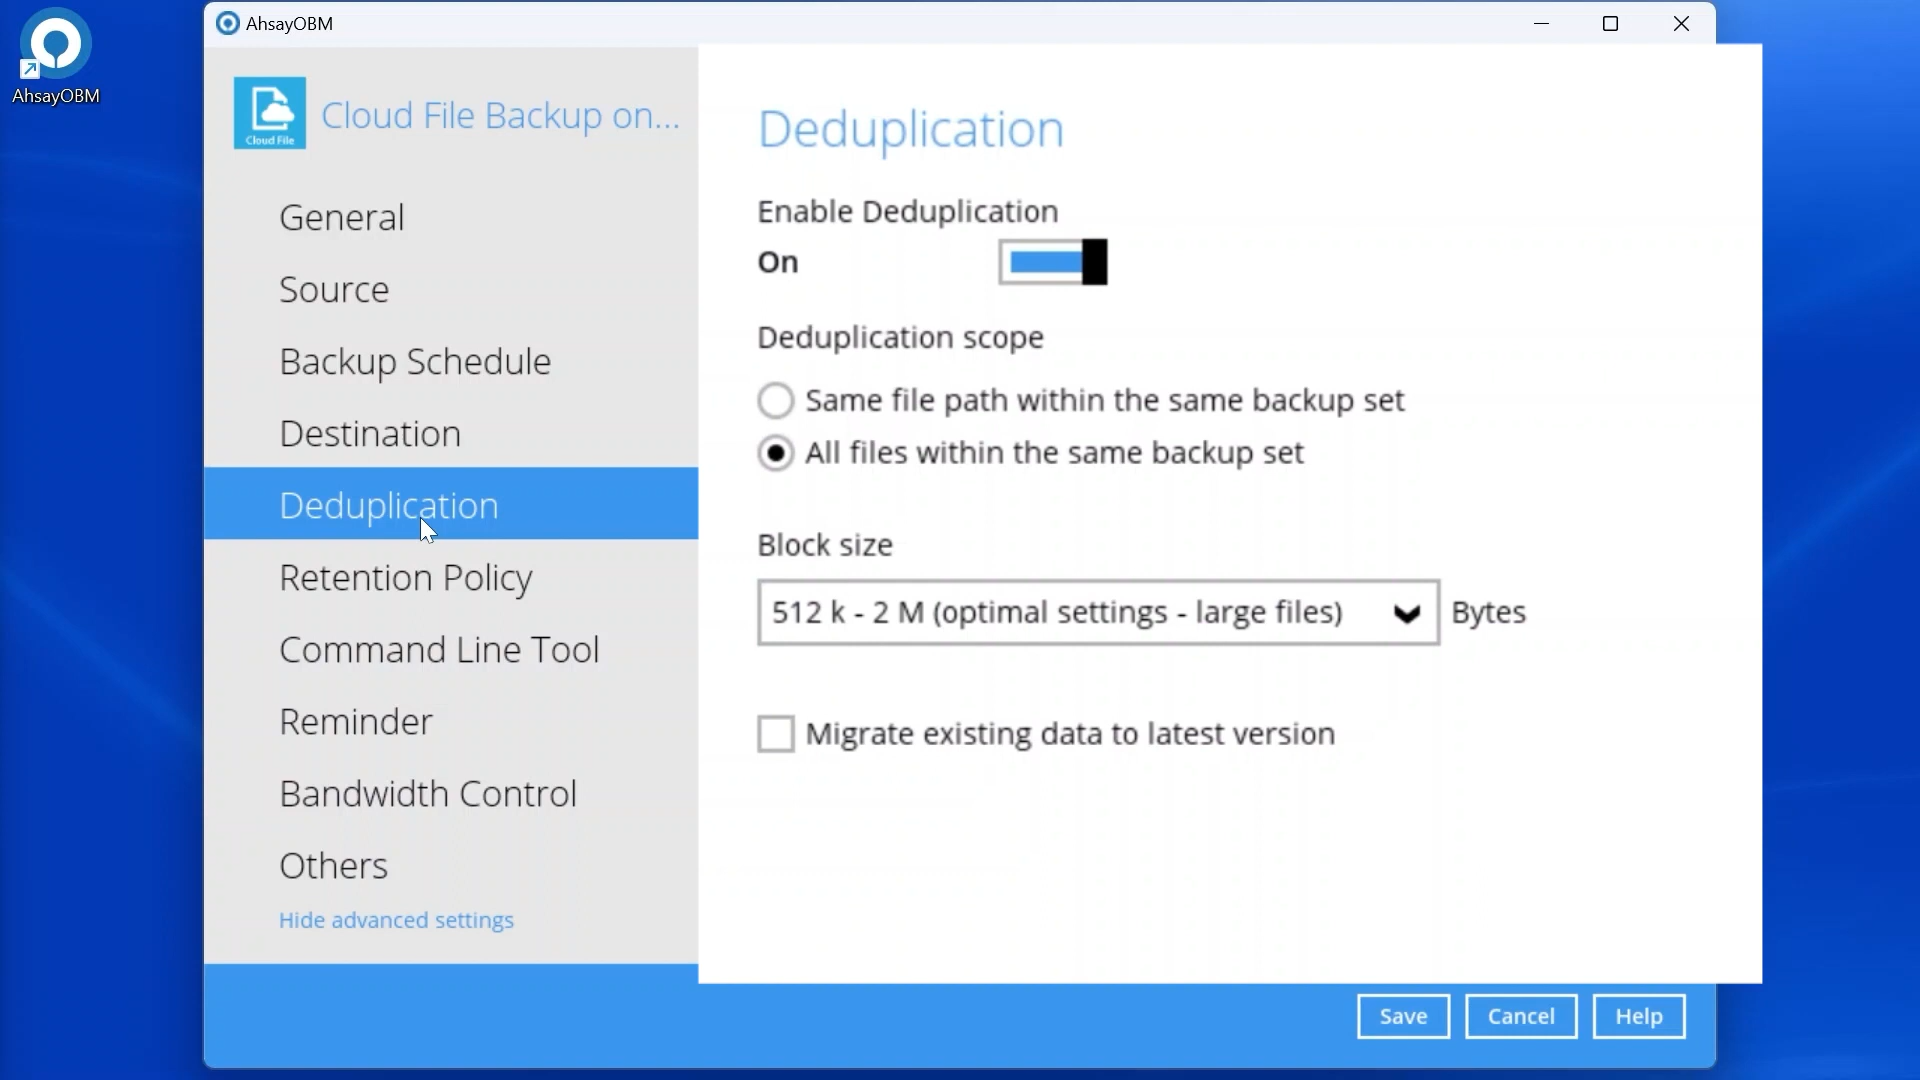 AhsayOBM
AhsayOBM
Cloud File
Cloud File Backup on...
General
Source
Backup Schedule
Destination
Deduplication
Retention Policy
Command Line Tool
Reminder
Bandwidth Control
Others
Hide advanced settings
Deduplication
Enable Deduplication
On
Deduplication scope
Same file path within the same backup set
All files within the same backup set
Block size
512 k - 2 M (optimal settings - large files) Bytes
Migrate existing data to latest version
Save Cancel Help